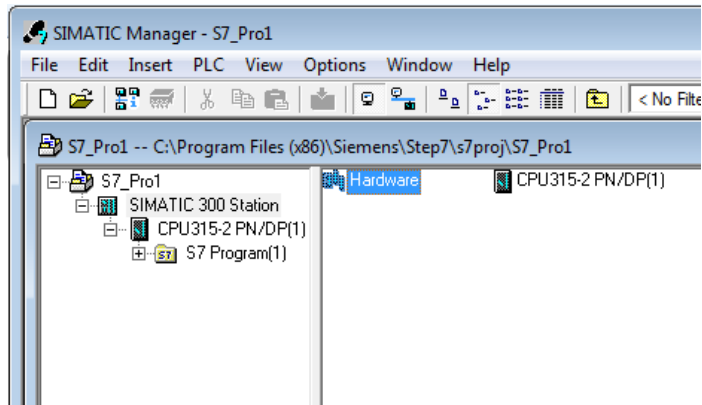 SIMATIC Manager - S7_Pro1
File Edit Insert PLC View Options Window Help
< No Filte
S7_Pro1 -- C:\Program Files (x86)\Siemens\Step7\s7proj\S7_Pro1
S7_Pro1
SIMATIC 300 Station
CPU315-2 PN/DP(1)
S7 Program(1)
Hardware
CPU315-2 PN/DP(1)